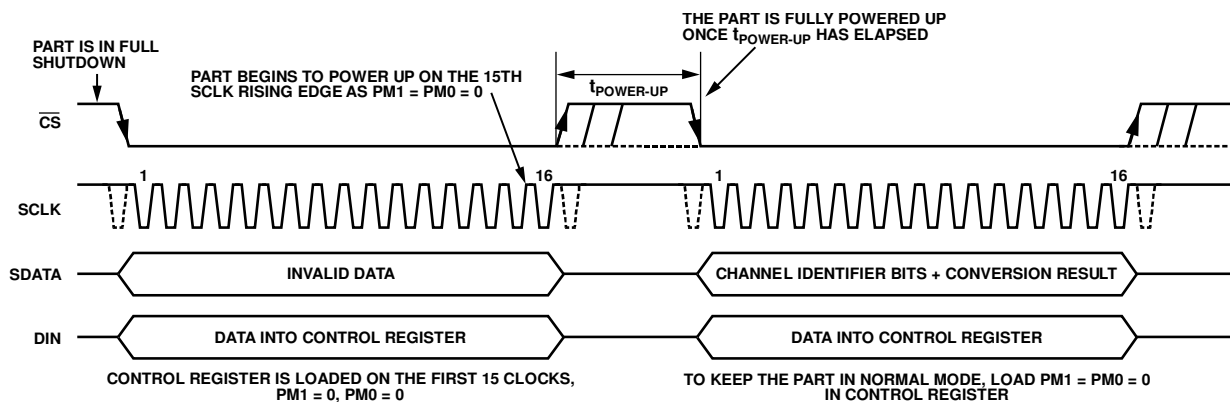 THE PART IS FULLY POWERED UP
ONCE tPOWER-UP HAS ELAPSED
PART IS IN FULL
SHUTDOWN
PART BEGINS TO POWER UP ON THE 15TH
SCLK RISING EDGE AS PM1 = PM0 = 0
tPOWER-UP
CS
1
16
1
16
SCLK
SDATA
INVALID DATA
CHANNEL IDENTIFIER BITS + CONVERSION RESULT
DIN
DATA INTO CONTROL REGISTER
DATA INTO CONTROL REGISTER
CONTROL REGISTER IS LOADED ON THE FIRST 15 CLOCKS,
PM1 = 0, PM0 = 0
TO KEEP THE PART IN NORMAL MODE, LOAD PM1 = PM0 = 0
IN CONTROL REGISTER